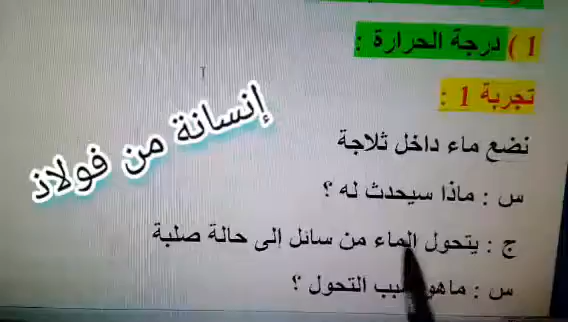 1) درجة الحرارة :
تجربة 1 :
إنسانة من فولاذ
نضع ماء داخل ثلاجة
س : ماذا سيحدث له ؟
ج : يتحول الماء من سائل الى حالة صلبة
س : ماهو سبب التحول ؟